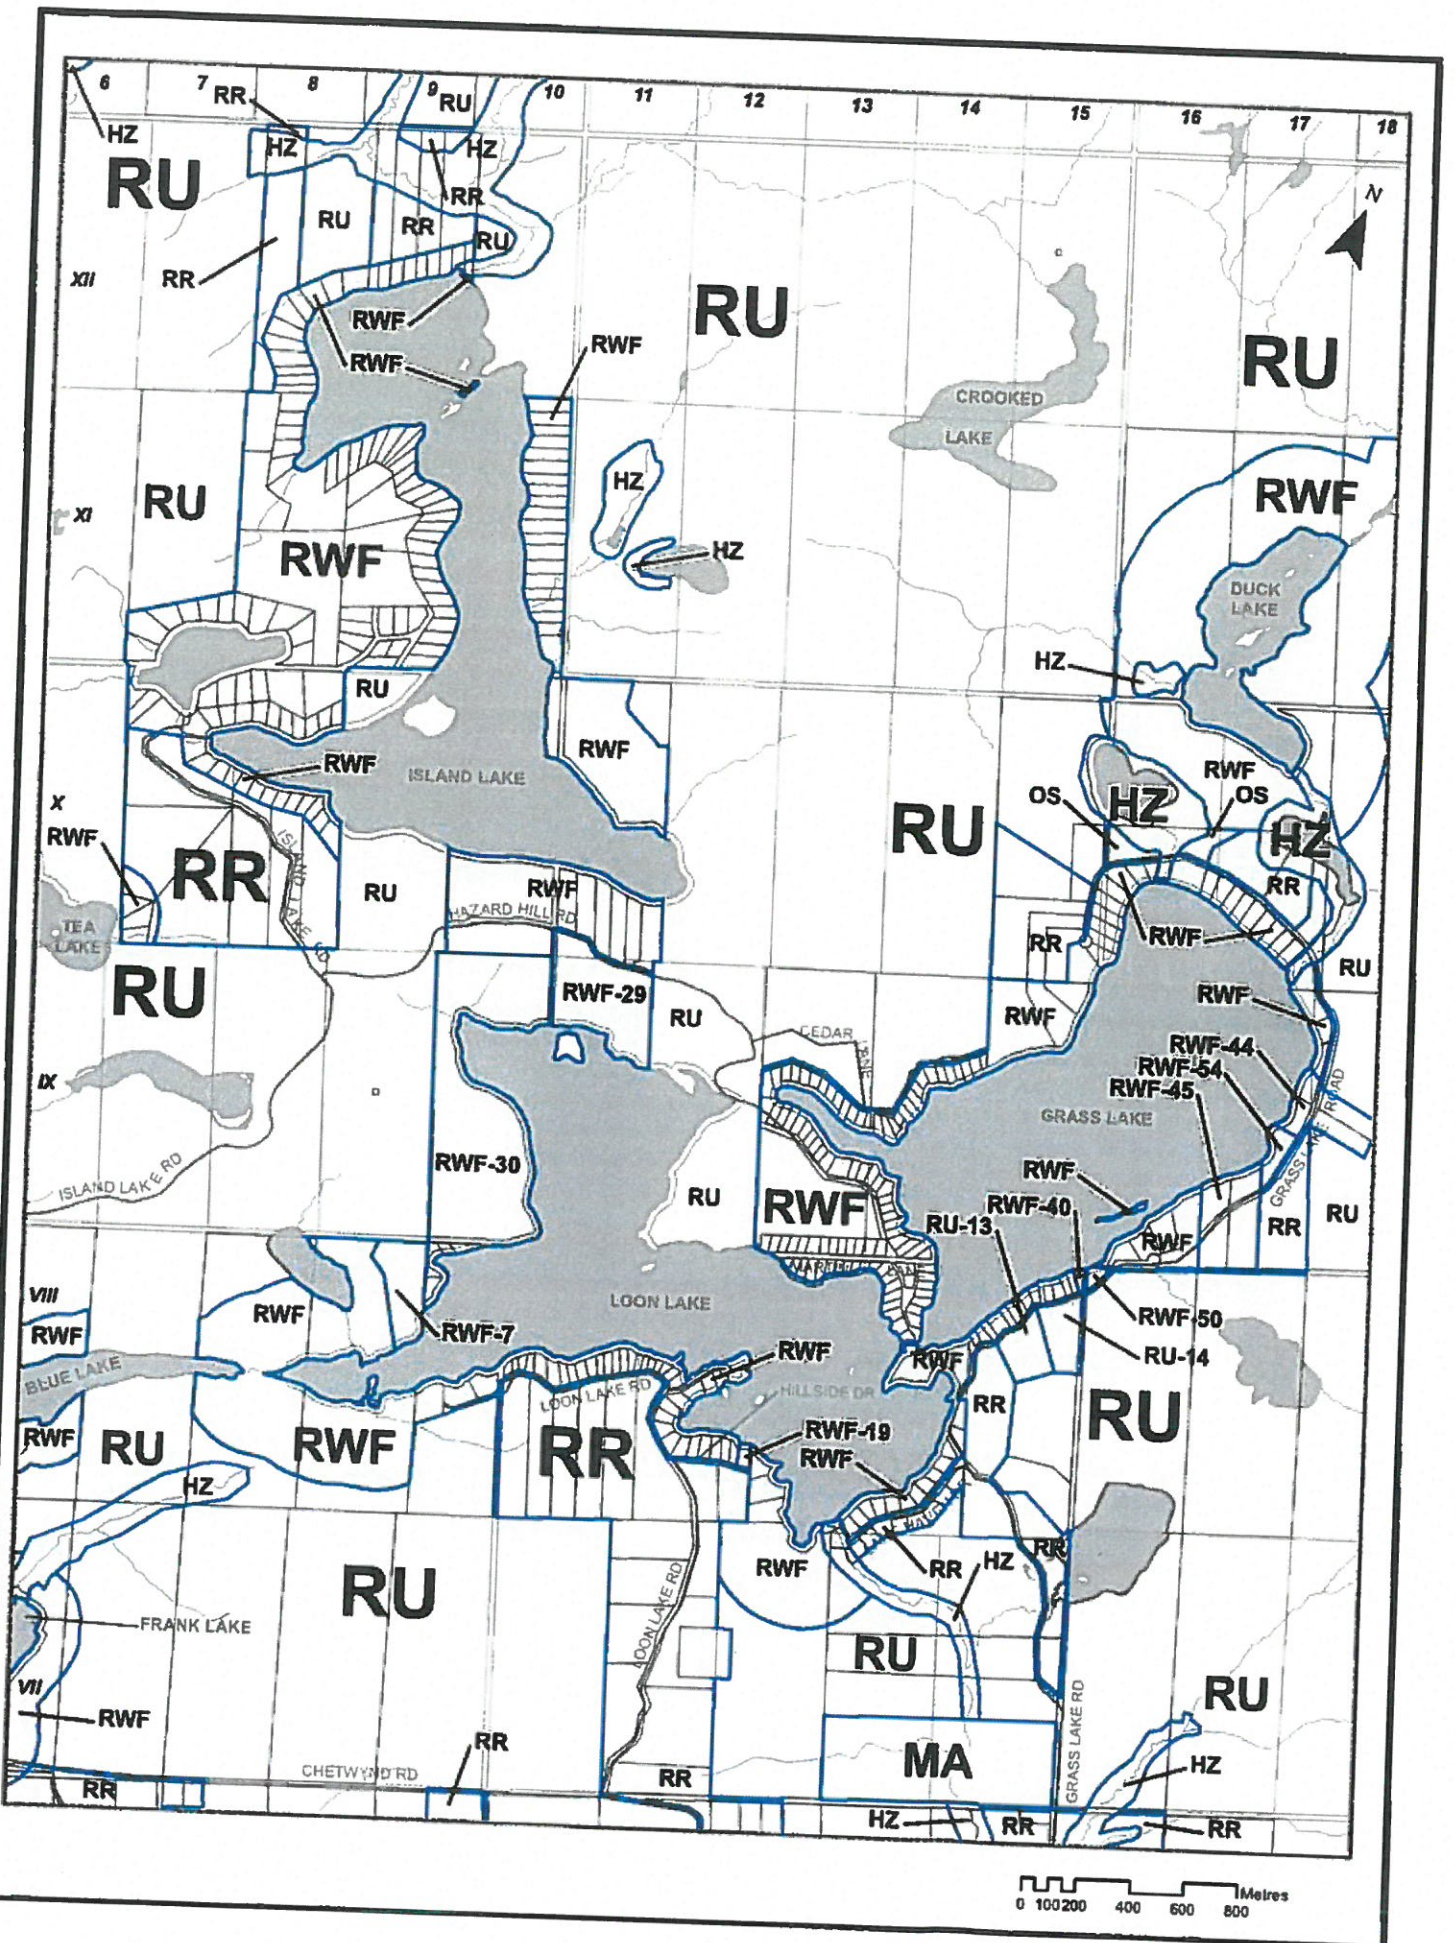 6 7 8 9 10 11 12 13 14 15 16 17 18
RR
RU
HZ
HZ
HZ
RU
RR
N
RU
RR
RU
RR
XII
RWF
RU
RWF
RWF
RU
CROOKED
LAKE
HZ
RWF
XI
RU
RWF
HZ
DUCK
LAKE
HZ
RU
RWF
RWF
ISLAND LAKE
RWF
OS
HZ
OS
X
RWF
RU
HZ
ISLAND LAKE RD
RR
RU
RWF
RR
HAZARD HILL RD
TEA
LAKE
RR
RWF
RU
RU
RWF-29
RU
RWF
RWF
CEDAR LANE
RWF-44
RWF-54
RWF-45
IX
GRASS LAKE
GRASS LAKE ROAD
RWF-30
RWF
ISLAND LAKE RD
RU
RWF
RWF-40
RU-13
RR
RU
RWF
VIII
LOON LAKE
RWF
RWF-50
RWF
RWF-7
RWF
RWF
RU-14
BLUE LAKE
LOON LAKE RD
HILLSIDE DR
RR
RU
RWF
RU
RWF
RR
RWF-19
RWF
HZ
RR
RWF
RR
HZ
RU
LOON LAKE RD
FRANK LAKE
RU
VII
RU
RWF
GRASS LAKE RD
RR
MA
HZ
CHETWYND RD
RR
RR
HZ
RR
RR
Metres
0 100 200 400 600 800